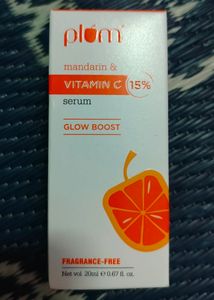 plum
mandarin &
VITAMIN C 15%
serum
GLOW BOOST
FRAGRANCE-FREE
Net vol. 20ml ℮ 0.67 fl. oz.